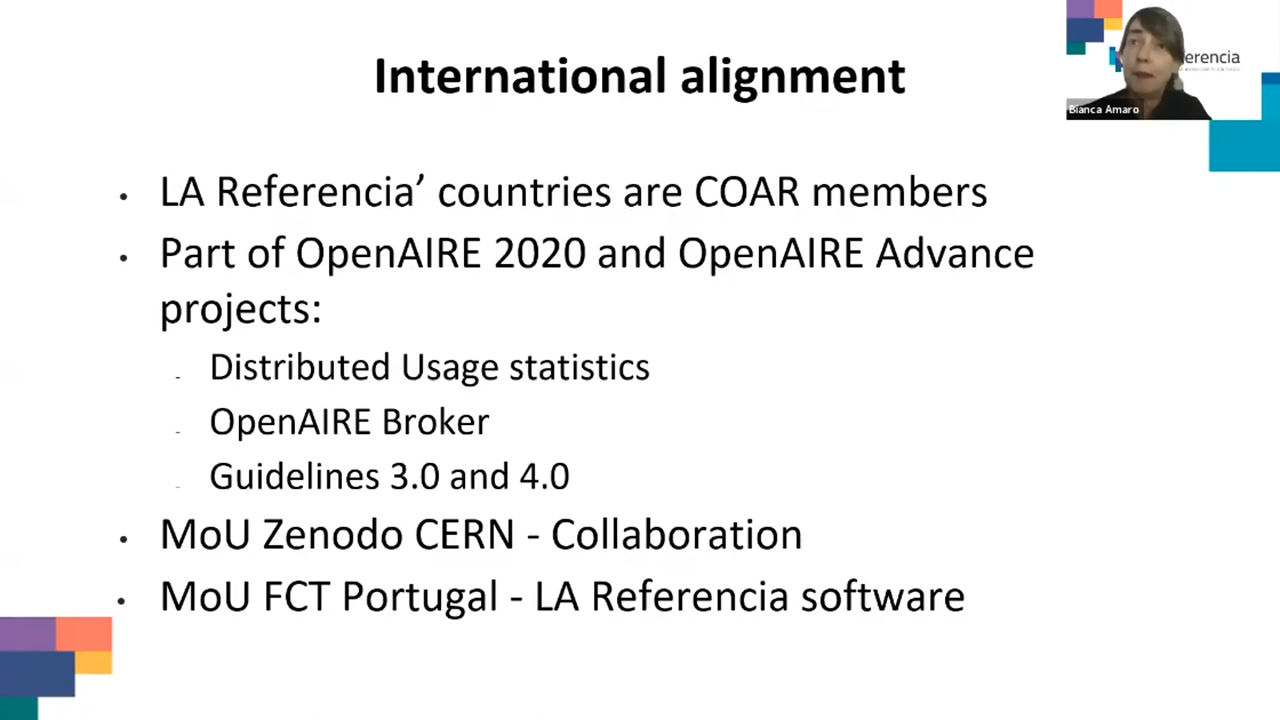 International alignment
erencia
Bianca Amaro
• LA Referencia’ countries are COAR members
• Part of OpenAIRE 2020 and OpenAIRE Advance
projects:
- Distributed Usage statistics
- OpenAIRE Broker
- Guidelines 3.0 and 4.0
• MoU Zenodo CERN - Collaboration
• MoU FCT Portugal - LA Referencia software